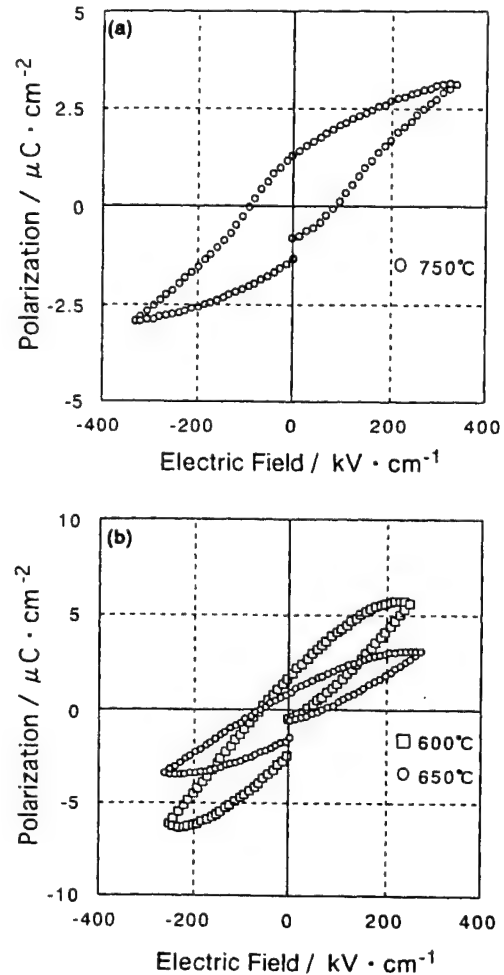 (a)
5
2.5
0
-2.5
-5
Polarization / μC · cm⁻²
○ 750℃
-400 -200 0 200 400
Electric Field / kV · cm⁻¹
(b)
10
5
0
-5
-10
Polarization / μC · cm⁻²
□ 600℃
○ 650℃
-400 -200 0 200 400
Electric Field / kV · cm⁻¹